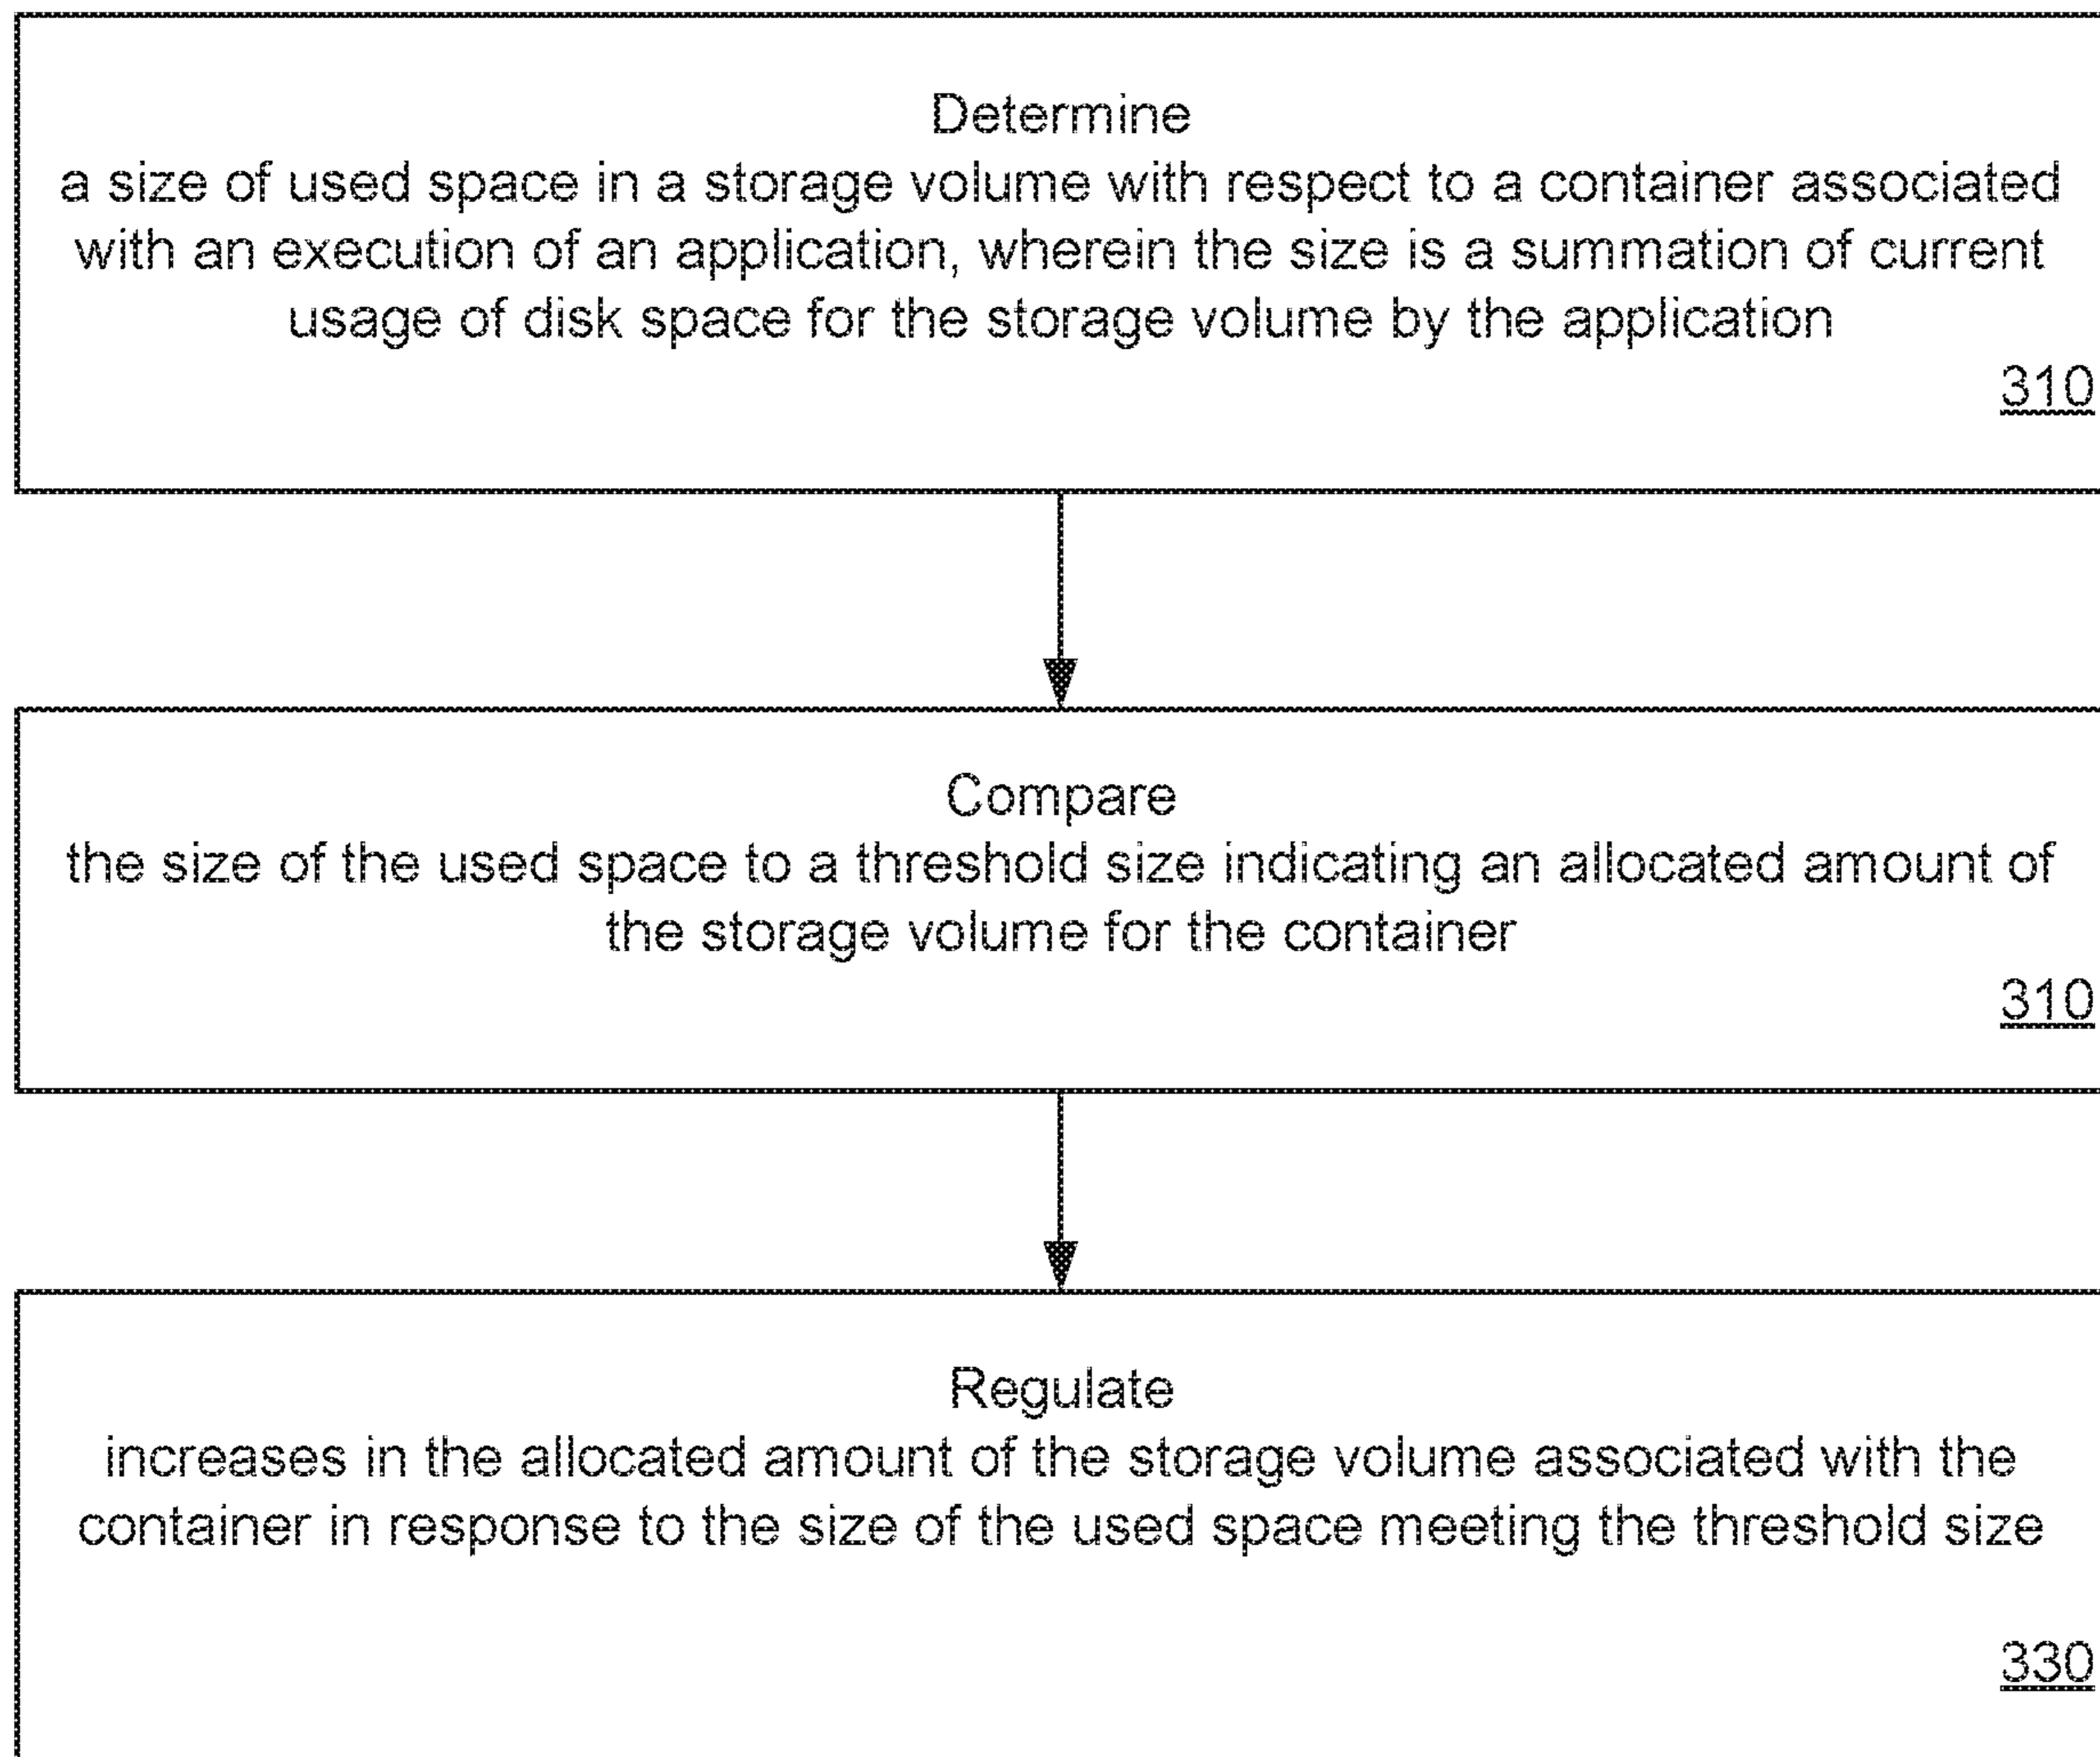 Determine
a size of used space in a storage volume with respect to a container associated
with an execution of an application, wherein the size is a summation of current
usage of disk space for the storage volume by the application
310
Compare
the size of the used space to a threshold size indicating an allocated amount of
the storage volume for the container
310
Regulate
increases in the allocated amount of the storage volume associated with the
container in response to the size of the used space meeting the threshold size
330